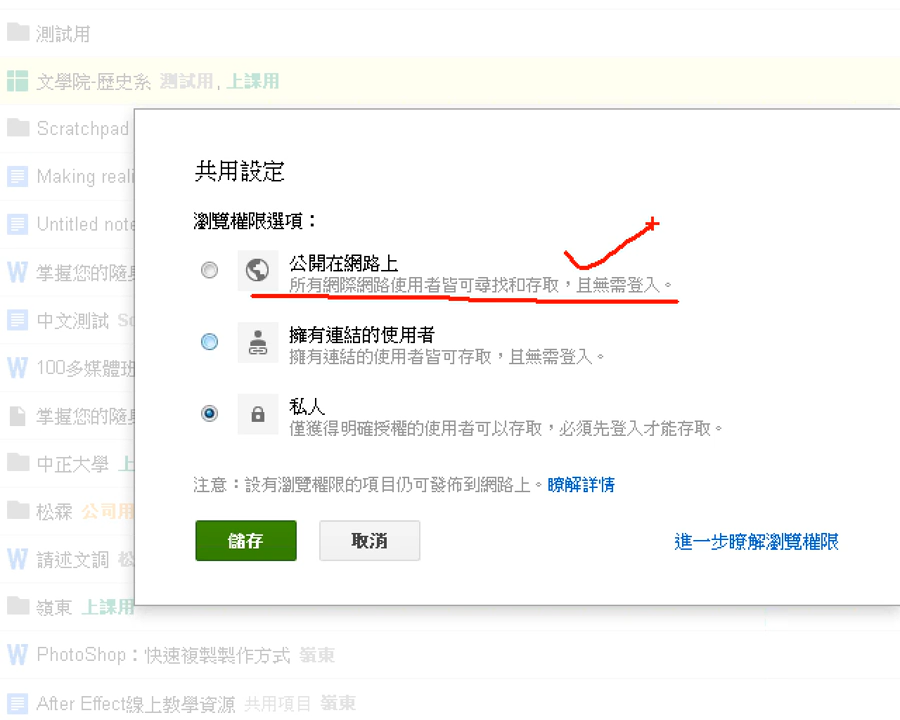 測試用
文學院-歷史系 測試用, 上課用
Scratchpad
Making reali
Untitled note
掌握您的隨身
中文測試 Sc
100多媒體班
掌握您的隨身
中正大學 上
松霖 公司用
請述文調 松
嶺東 上課用
PhotoShop：快速複製製作方式 嶺東
After Effect線上教學資源 共用項目 嶺東
共用設定
瀏覽權限選項：
公開在網路上
所有網際網路使用者皆可尋找和存取，且無需登入。
擁有連結的使用者
擁有連結的使用者皆可存取，且無需登入。
私人
僅獲得明確授權的使用者可以存取，必須先登入才能存取。
注意：設有瀏覽權限的項目仍可發佈到網路上。瞭解詳情
儲存
取消
進一步瞭解瀏覽權限